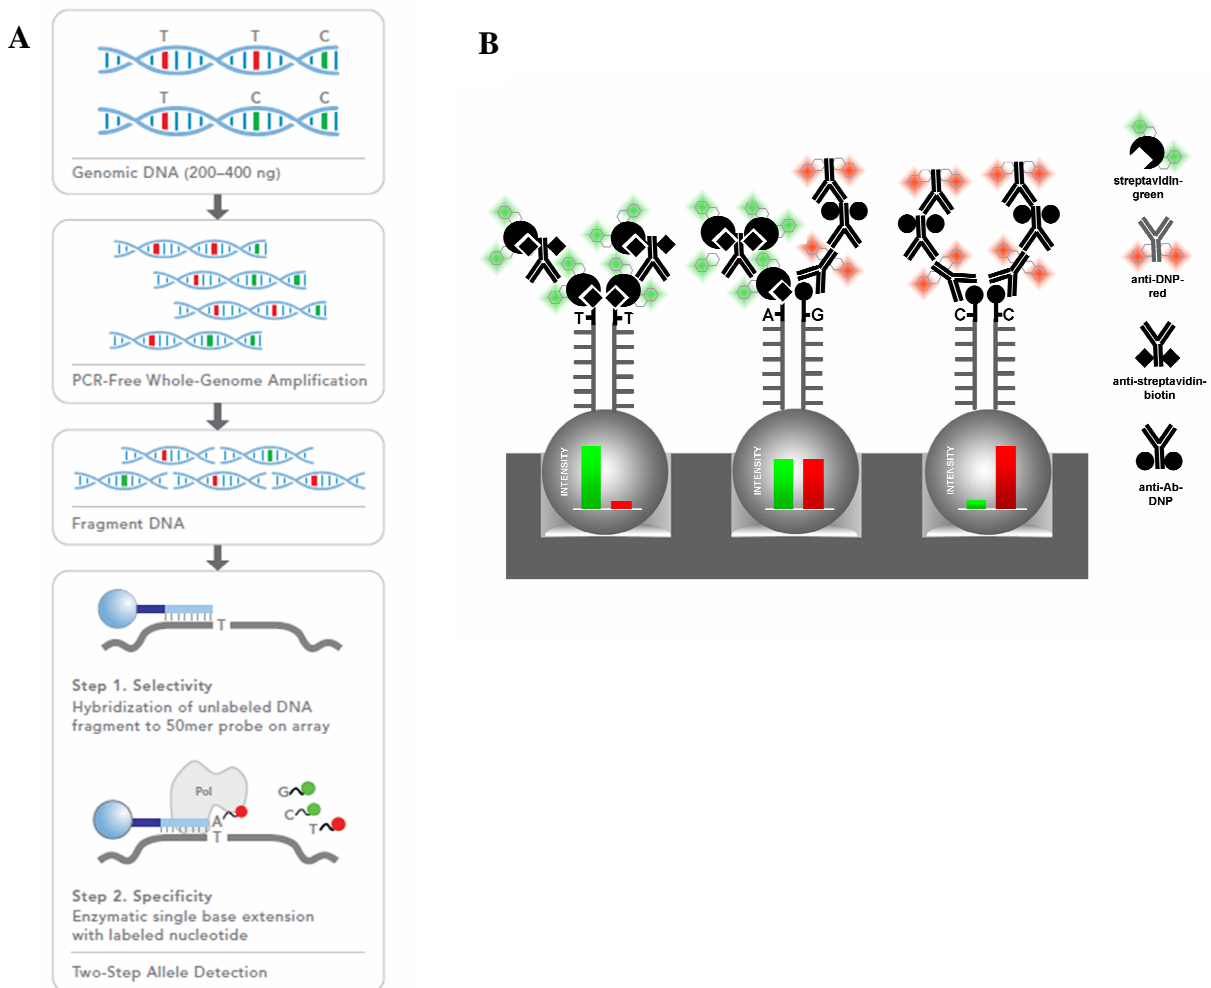 A
T T C
T C C
Genomic DNA (200–400 ng)
PCR-Free Whole-Genome Amplification
Fragment DNA
T
Step 1. Selectivity
Hybridization of unlabeled DNA
fragment to 50mer probe on array
Pol
G
C
T
A
T
Step 2. Specificity
Enzymatic single base extension
with labeled nucleotide
Two-Step Allele Detection
B
T T
A G
C C
INTENSITY
INTENSITY
INTENSITY
streptavidin-
green
anti-DNP-
red
anti-streptavidin-
biotin
anti-Ab-
DNP